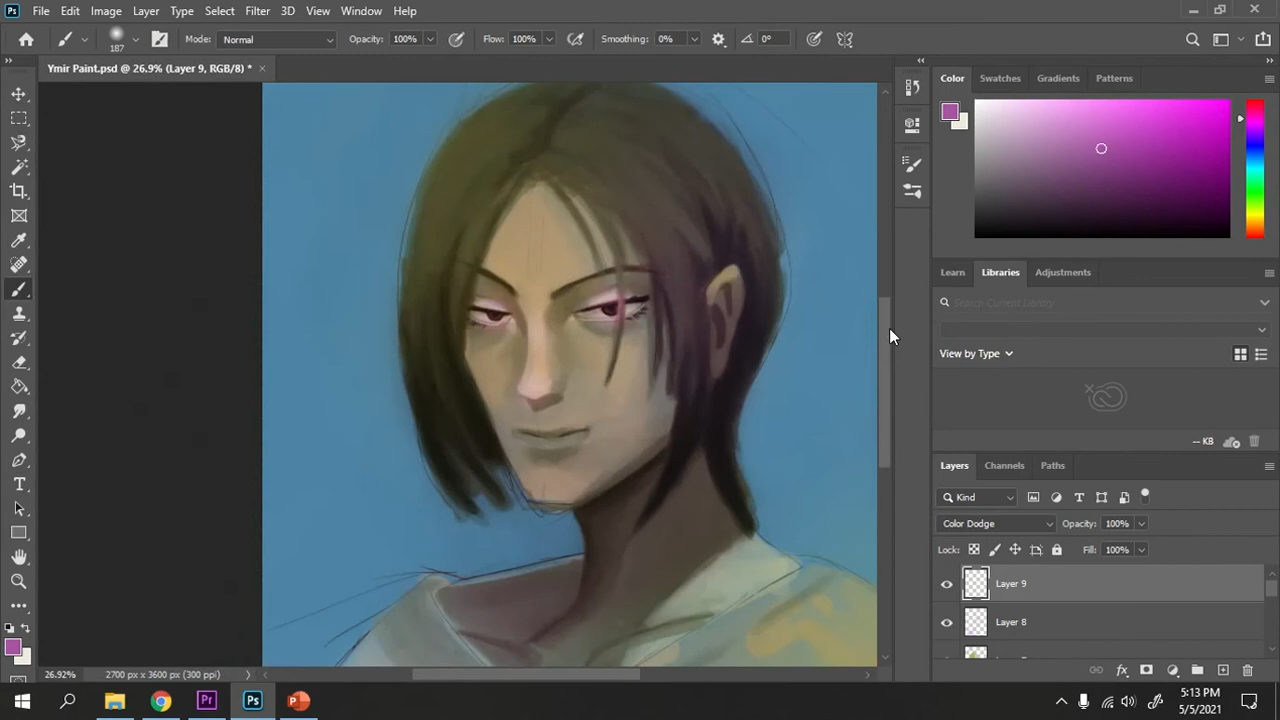 Ps File Edit Image Layer Type Select Filter 3D View Window Help
187 Mode: Normal Opacity: 100% Flow: 100% Smoothing: 0% 0°
Ymir Paint.psd @ 26.9% (Layer 9, RGB/8) *
Color Swatches Gradients Patterns
Learn Libraries Adjustments
Search Current Library
View by Type
-- KB
Layers Channels Paths
Kind
Color Dodge Opacity: 100%
Lock: Fill: 100%
Layer 9
Layer 8
26.92% 2700 px x 3600 px (300 ppi)
Pr Ps P
5:13 PM
5/5/2021